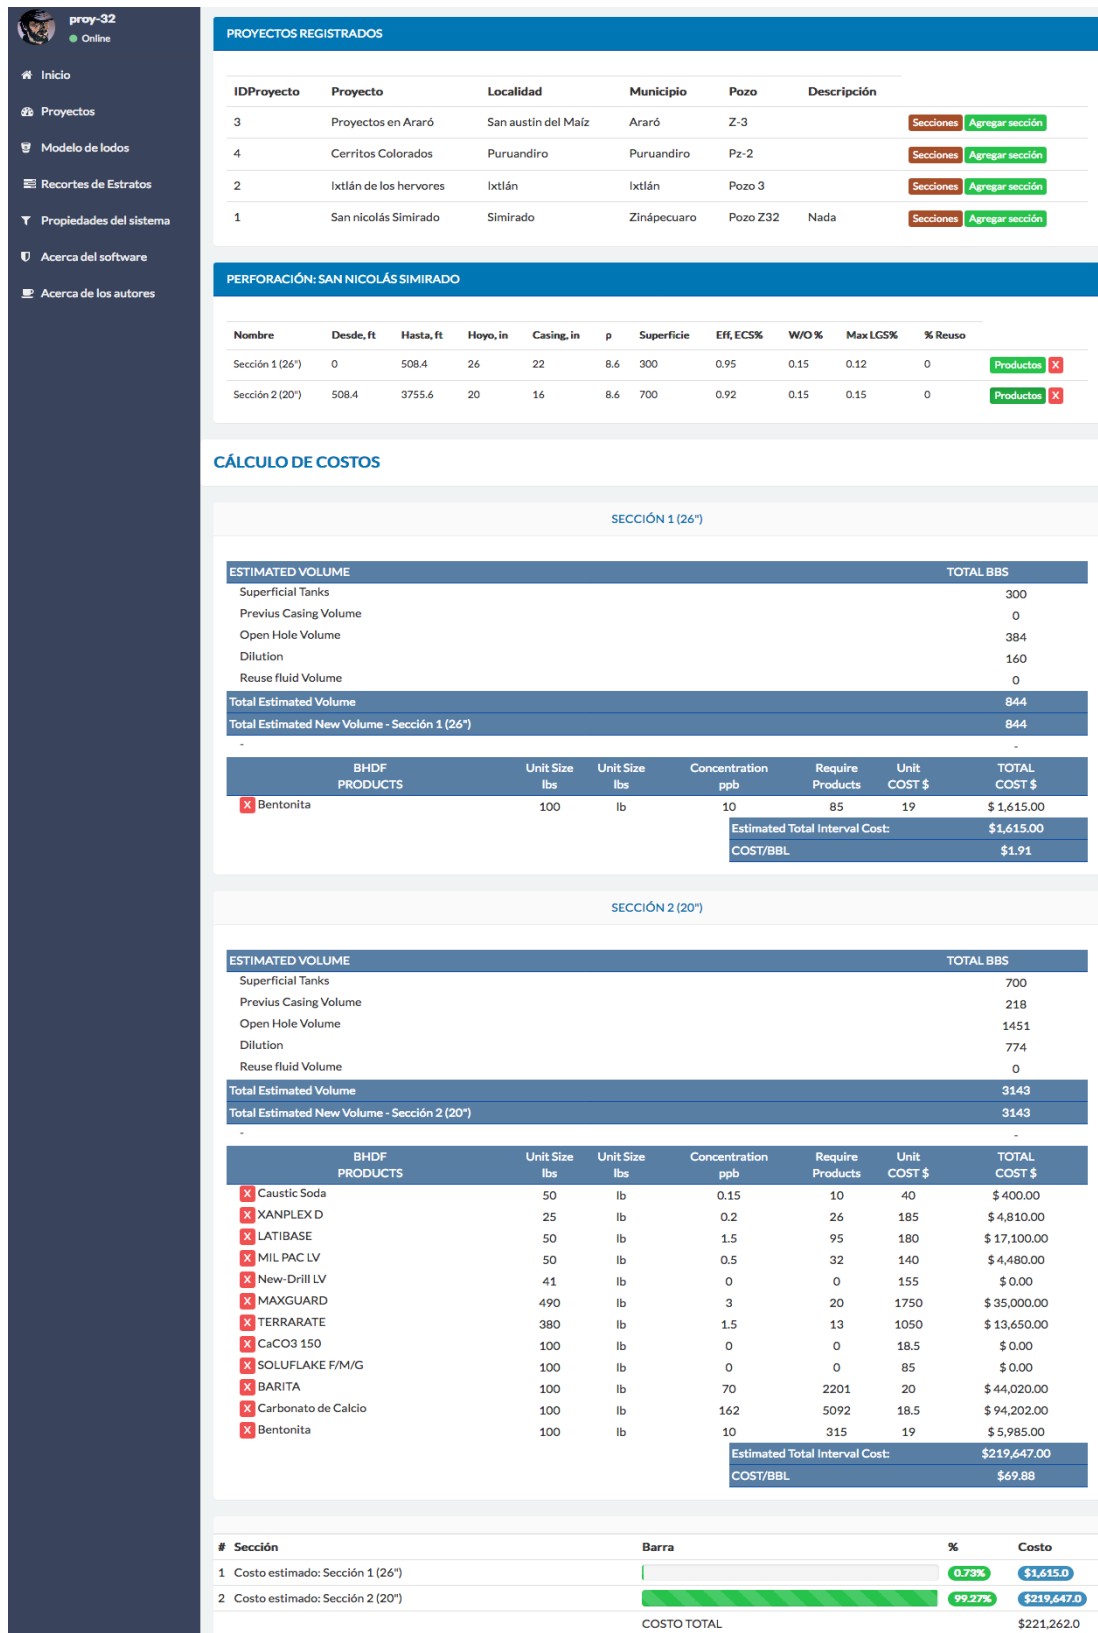 proy-32
Online
Inicio
Proyectos
Modelo de lodos
Recortes de Estratos
Propiedades del sistema
Acerca del software
Acerca de los autores
PROYECTOS REGISTRADOS
IDProyecto Proyecto Localidad Municipio Pozo Descripción
3 Proyectos en Araró San austin del Maíz Araró Z-3 Secciones Agregar sección
4 Cerritos Colorados Puruandiro Puruandiro Pz-2 Secciones Agregar sección
2 Ixtlán de los hervores Ixtlán Ixtlán Pozo 3 Secciones Agregar sección
1 San nicolás Simirado Simirado Zinápecuaro Pozo Z32 Nada Secciones Agregar sección
PERFORACIÓN: SAN NICOLÁS SIMIRADO
Nombre Desde, ft Hasta, ft Hoyo, in Casing, in ρ Superficie Eff, ECS% W/O % Max LGS% % Reuso
Sección 1 (26") 0 508.4 26 22 8.6 300 0.95 0.15 0.12 0 Productos X
Sección 2 (20") 508.4 3755.6 20 16 8.6 700 0.92 0.15 0.15 0 Productos X
CÁLCULO DE COSTOS
SECCIÓN 1 (26")
ESTIMATED VOLUME TOTAL BBS
Superficial Tanks 300
Previus Casing Volume 0
Open Hole Volume 384
Dilution 160
Reuse fluid Volume 0
Total Estimated Volume 844
Total Estimated New Volume - Sección 1 (26") 844
- -
BHDF Unit Size Unit Size Concentration Require Unit TOTAL
PRODUCTS lbs lbs ppb Products COST $ COST $
X Bentonita 100 lb 10 85 19 $ 1,615.00
Estimated Total Interval Cost: $1,615.00
COST/BBL $1.91
SECCIÓN 2 (20")
ESTIMATED VOLUME TOTAL BBS
Superficial Tanks 700
Previus Casing Volume 218
Open Hole Volume 1451
Dilution 774
Reuse fluid Volume 0
Total Estimated Volume 3143
Total Estimated New Volume - Sección 2 (20") 3143
- -
BHDF Unit Size Unit Size Concentration Require Unit TOTAL
PRODUCTS lbs lbs ppb Products COST $ COST $
X Caustic Soda 50 lb 0.15 10 40 $ 400.00
X XANPLEX D 25 lb 0.2 26 185 $ 4,810.00
X LATIBASE 50 lb 1.5 95 180 $ 17,100.00
X MIL PAC LV 50 lb 0.5 32 140 $ 4,480.00
X New-Drill LV 41 lb 0 0 155 $ 0.00
X MAXGUARD 490 lb 3 20 1750 $ 35,000.00
X TERRARATE 380 lb 1.5 13 1050 $ 13,650.00
X CaCO3 150 100 lb 0 0 18.5 $ 0.00
X SOLUFLAKE F/M/G 100 lb 0 0 85 $ 0.00
X BARITA 100 lb 70 2201 20 $ 44,020.00
X Carbonato de Calcio 100 lb 162 5092 18.5 $ 94,202.00
X Bentonita 100 lb 10 315 19 $ 5,985.00
Estimated Total Interval Cost: $219,647.00
COST/BBL $69.88
# Sección Barra % Costo
1 Costo estimado: Sección 1 (26") 0.73% $1,615.0
2 Costo estimado: Sección 2 (20") 99.27% $219,647.0
COSTO TOTAL $221,262.0